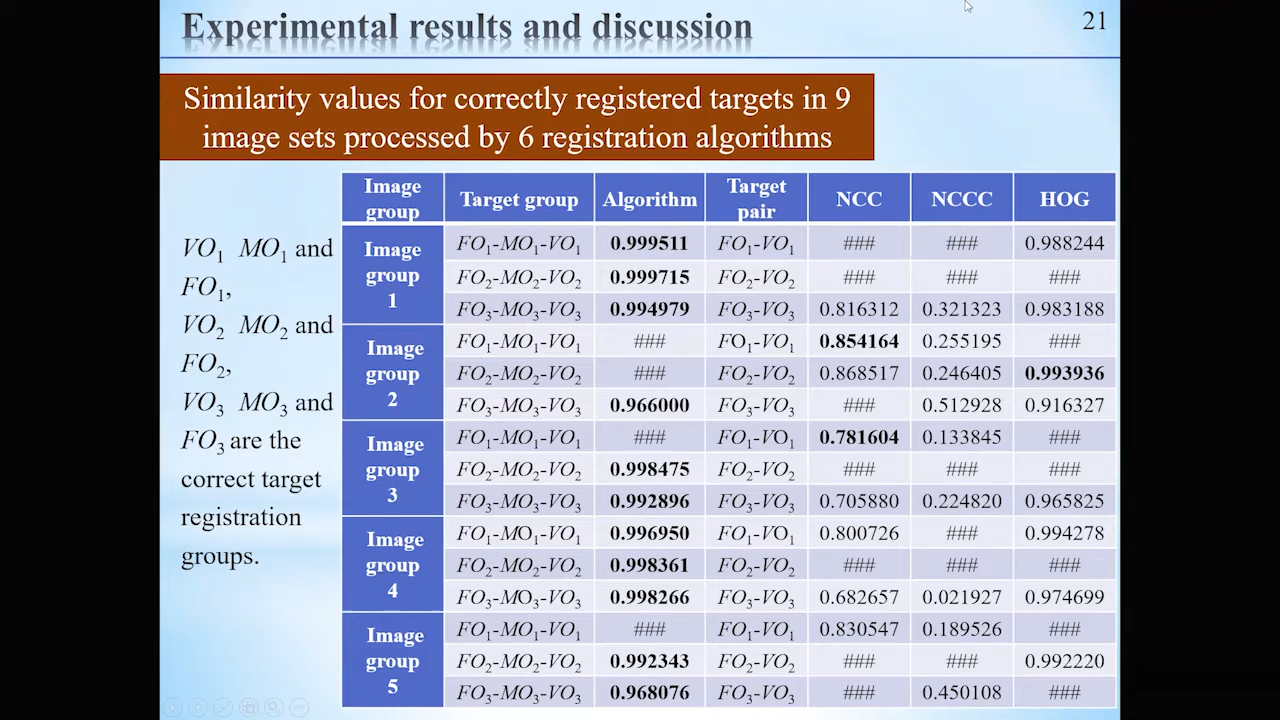 Experimental results and discussion
21
Similarity values for correctly registered targets in 9
image sets processed by 6 registration algorithms
VO1 MO1 and
FO1,
VO2 MO2 and
FO2,
VO3 MO3 and
FO3 are the
correct target
registration
groups.
Image group Target group Algorithm Target pair NCC NCCC HOG
Image group 1
FO1-MO1-VO1 0.999511 FO1-VO1 ### ### 0.988244
FO2-MO2-VO2 0.999715 FO2-VO2 ### ### ###
FO3-MO3-VO3 0.994979 FO3-VO3 0.816312 0.321323 0.983188
Image group 2
FO1-MO1-VO1 ### FO1-VO1 0.854164 0.255195 ###
FO2-MO2-VO2 ### FO2-VO2 0.868517 0.246405 0.993936
FO3-MO3-VO3 0.966000 FO3-VO3 ### 0.512928 0.916327
Image group 3
FO1-MO1-VO1 ### FO1-VO1 0.781604 0.133845 ###
FO2-MO2-VO2 0.998475 FO2-VO2 ### ### ###
FO3-MO3-VO3 0.992896 FO3-VO3 0.705880 0.224820 0.965825
Image group 4
FO1-MO1-VO1 0.996950 FO1-VO1 0.800726 ### 0.994278
FO2-MO2-VO2 0.998361 FO2-VO2 ### ### ###
FO3-MO3-VO3 0.998266 FO3-VO3 0.682657 0.021927 0.974699
Image group 5
FO1-MO1-VO1 ### FO1-VO1 0.830547 0.189526 ###
FO2-MO2-VO2 0.992343 FO2-VO2 ### ### 0.992220
FO3-MO3-VO3 0.968076 FO3-VO3 ### 0.450108 ###